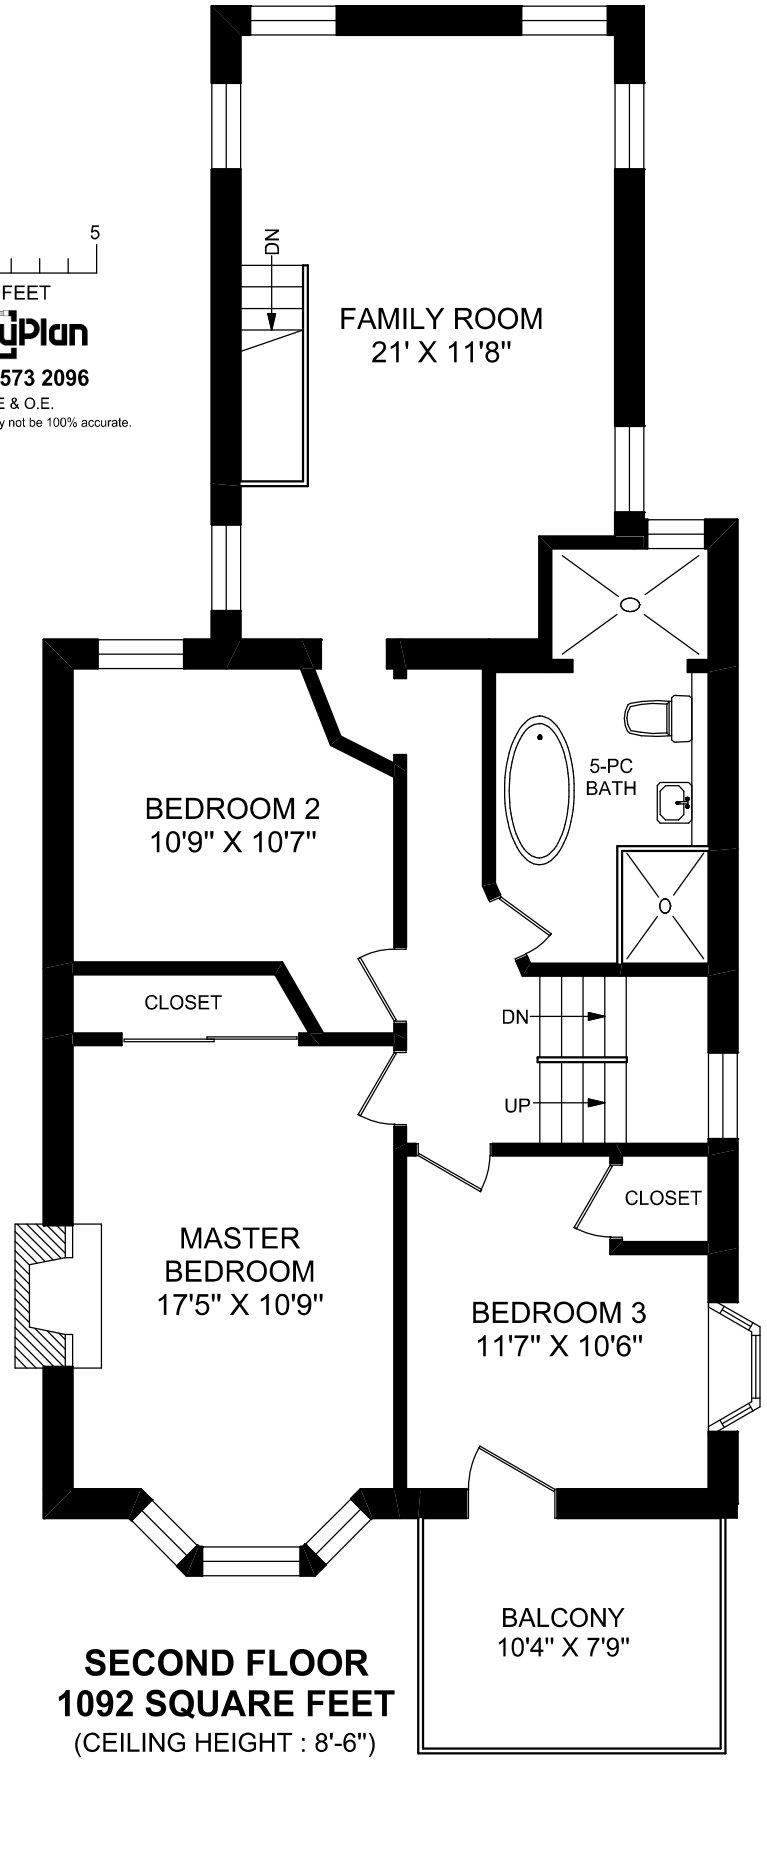 DN
5
FEET
yPlan
573 2096
E & O.E.
y not be 100% accurate.
FAMILY ROOM
21' X 11'8"
5-PC
BATH
BEDROOM 2
10'9" X 10'7"
CLOSET
DN
UP
CLOSET
MASTER
BEDROOM
17'5" X 10'9"
BEDROOM 3
11'7" X 10'6"
BALCONY
10'4" X 7'9"
SECOND FLOOR
1092 SQUARE FEET
(CEILING HEIGHT : 8'-6")